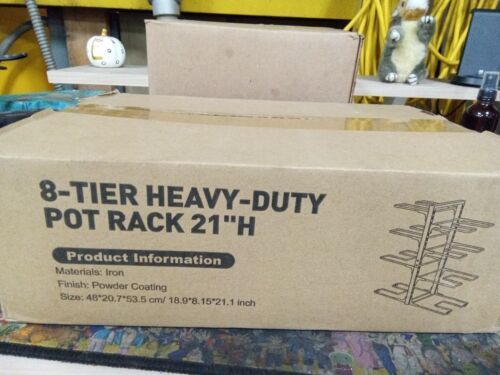 8-TIER HEAVY-DUTY
POT RACK 21"H
Product Information
Materials: Iron
Finish: Powder Coating
Size: 48*20.7*53.5 cm/ 18.9*8.15*21.1 inch